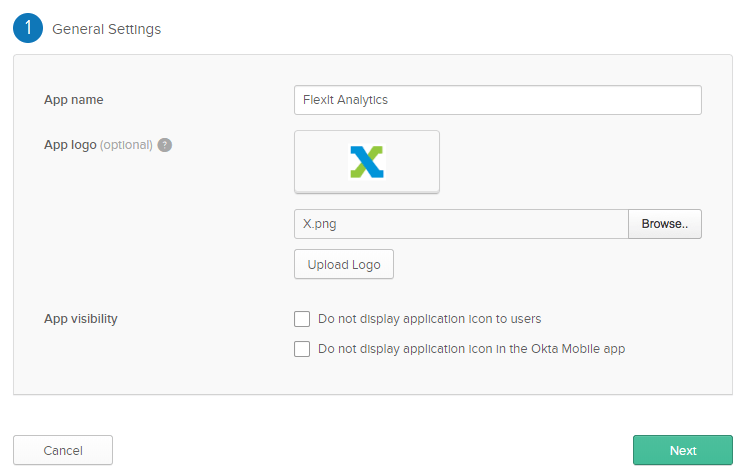 1 General Settings
App name FlexIt Analytics
App logo (optional) ?
X
X.png Browse..
Upload Logo
App visibility Do not display application icon to users
Do not display application icon in the Okta Mobile app
Cancel Next